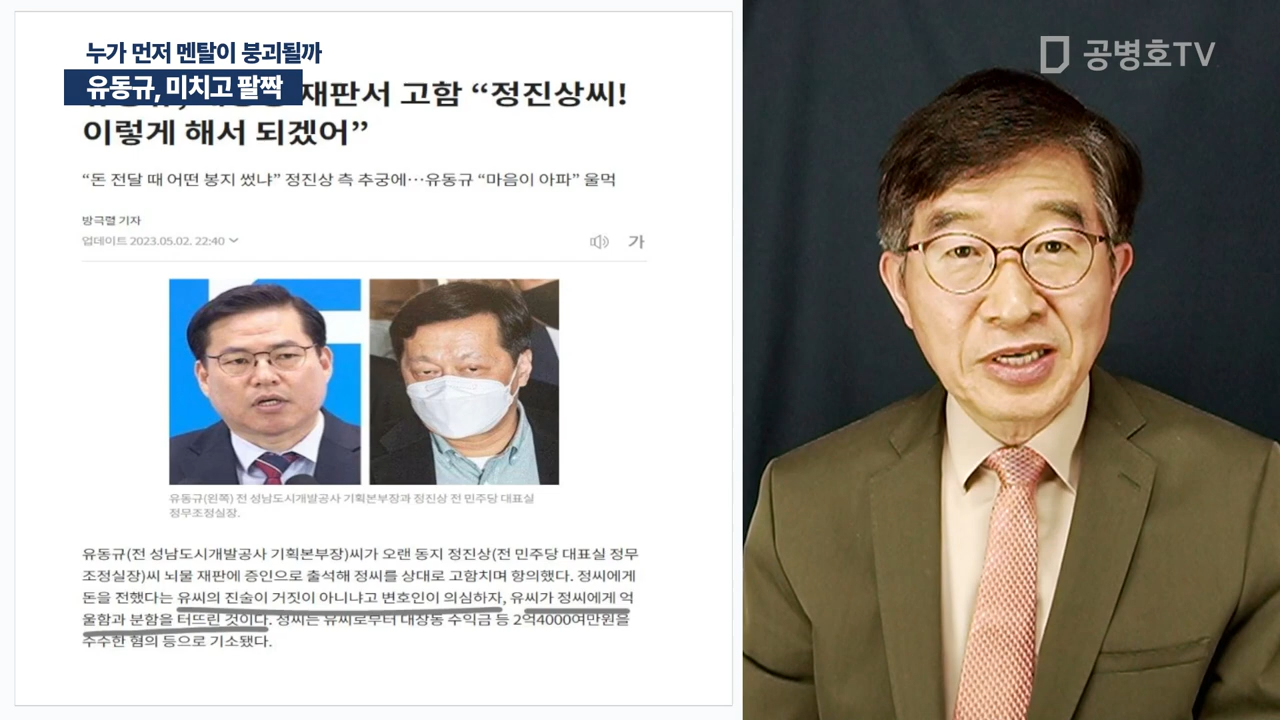 누가 먼저 멘탈이 붕괴될까
유동규, 미치고 팔짝
재판서 고함 “정진상씨!
이렇게 해서 되겠어”
“돈 전달 때 어떤 봉지 썼냐” 정진상 측 추궁에…유동규 “마음이 아파” 울먹
방극렬 기자
업데이트 2023.05.02. 22:40
가
유동규(왼쪽) 전 성남도시개발공사 기획본부장과 정진상 전 민주당 대표실
정무조정실장.
유동규(전 성남도시개발공사 기획본부장)씨가 오랜 동지 정진상(전 민주당 대표실 정무
조정실장)씨 뇌물 재판에 증인으로 출석해 정씨를 상대로 고함치며 항의했다. 정씨에게
돈을 전했다는 유씨의 진술이 거짓이 아니냐고 변호인이 의심하자, 유씨가 정씨에게 억
울함과 분함을 터뜨린 것이다. 정씨는 유씨로부터 대장동 수익금 등 2억4000여만원을
수수한 혐의 등으로 기소됐다.
공병호TV